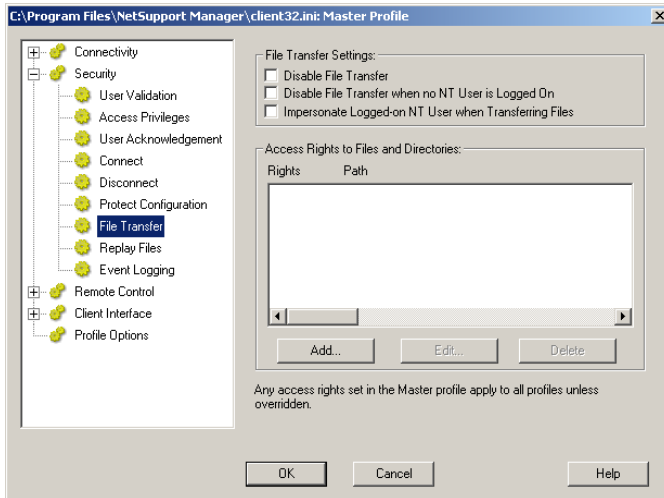 C:\Program Files\NetSupport Manager\client32.ini: Master Profile
Connectivity
Security
User Validation
Access Privileges
User Acknowledgement
Connect
Disconnect
Protect Configuration
File Transfer
Replay Files
Event Logging
Remote Control
Client Interface
Profile Options
File Transfer Settings:
Disable File Transfer
Disable File Transfer when no NT User is Logged On
Impersonate Logged-on NT User when Transferring Files
Access Rights to Files and Directories:
Rights Path
Add... Edit... Delete
Any access rights set in the Master profile apply to all profiles unless
overridden.
OK Cancel Help